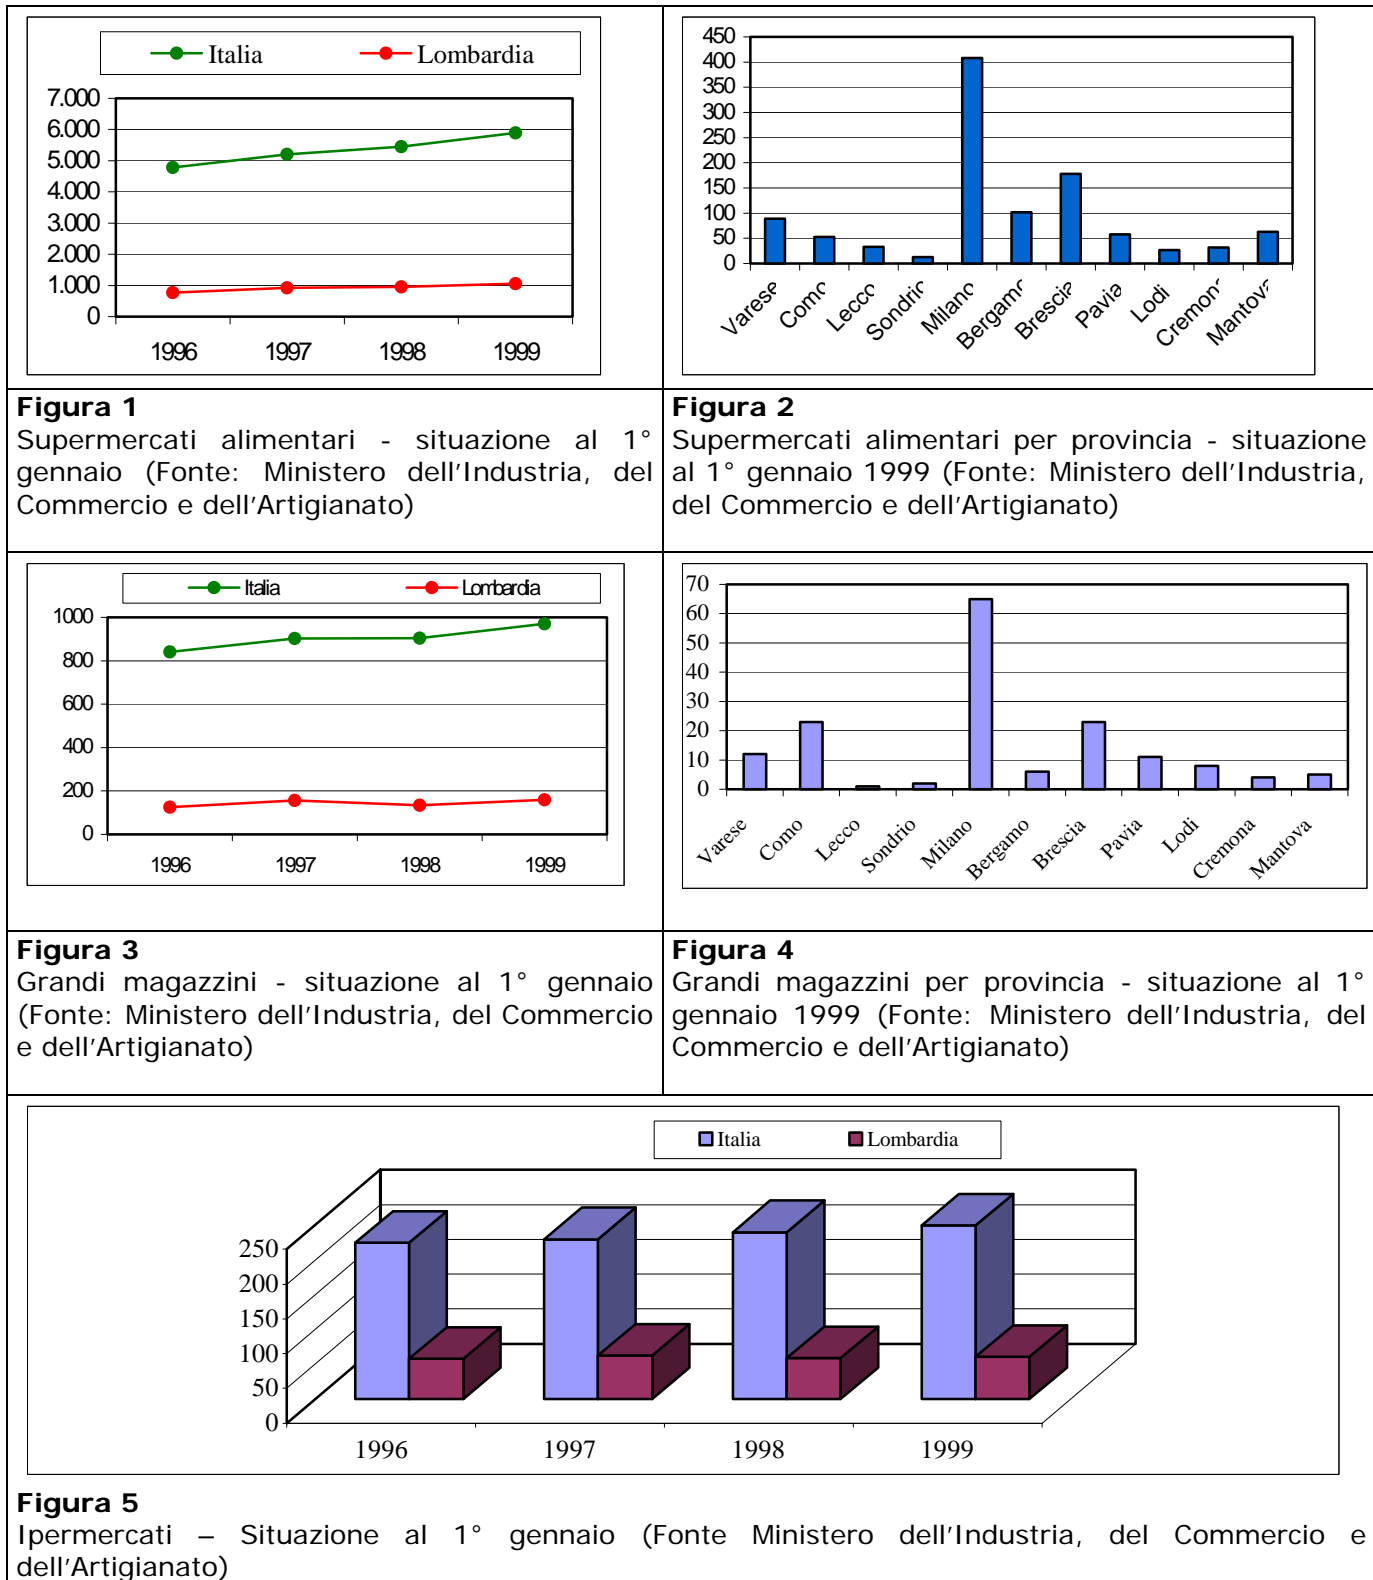 Italia Lombardia
7.000
6.000
5.000
4.000
3.000
2.000
1.000
0
1996 1997 1998 1999
450
400
350
300
250
200
150
100
50
0
Varese Como Lecco Sondrio Milano Bergamo Brescia Pavia Lodi Cremona Mantova
Figura 1
Supermercati alimentari - situazione al 1°
gennaio (Fonte: Ministero dell'Industria, del
Commercio e dell'Artigianato)
Figura 2
Supermercati alimentari per provincia - situazione
al 1° gennaio 1999 (Fonte: Ministero dell'Industria,
del Commercio e dell'Artigianato)
Italia Lombardia
1000
800
600
400
200
0
1996 1997 1998 1999
70
60
50
40
30
20
10
0
Varese Como Lecco Sondrio Milano Bergamo Brescia Pavia Lodi Cremona Mantova
Figura 3
Grandi magazzini - situazione al 1° gennaio
(Fonte: Ministero dell'Industria, del Commercio
e dell'Artigianato)
Figura 4
Grandi magazzini per provincia - situazione al 1°
gennaio 1999 (Fonte: Ministero dell'Industria, del
Commercio e dell'Artigianato)
Italia Lombardia
250
200
150
100
50
0
1996 1997 1998 1999
Figura 5
Ipermercati – Situazione al 1° gennaio (Fonte Ministero dell'Industria, del Commercio e
dell'Artigianato)